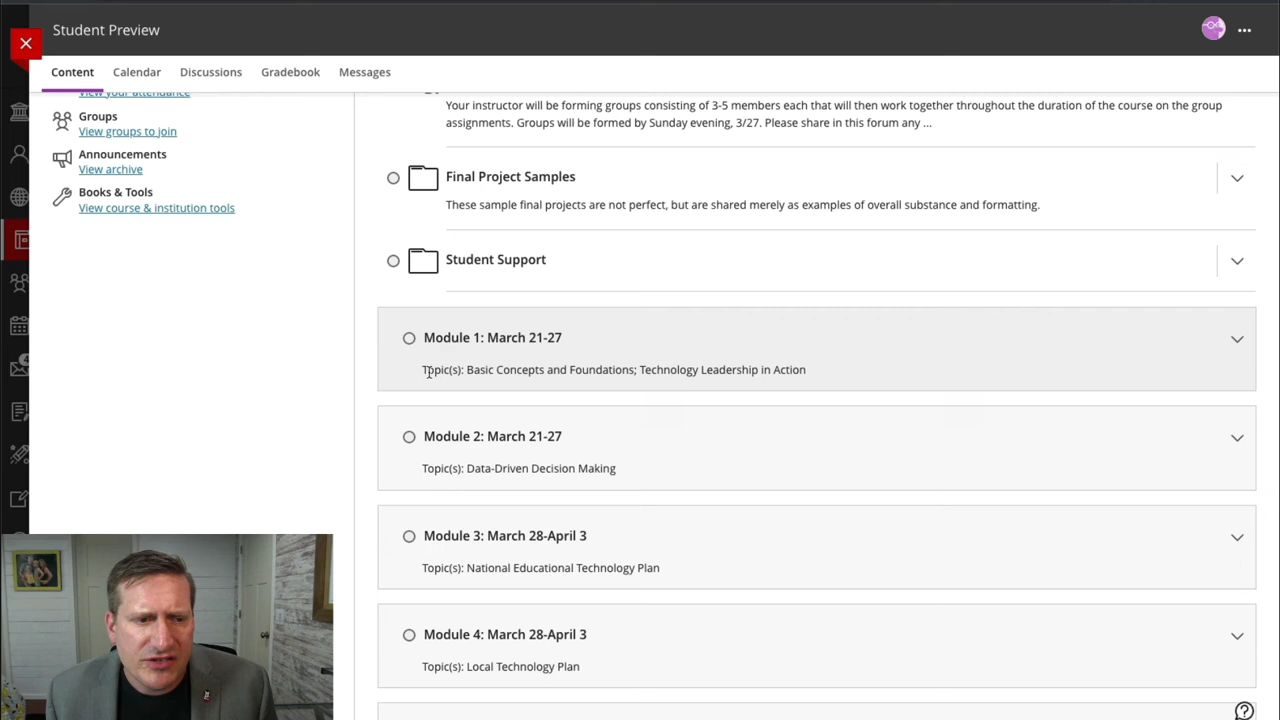 Student Preview
Content
Calendar
Discussions
Gradebook
Messages
View your attendance
Groups
View groups to join
Announcements
View archive
Books & Tools
View course & institution tools
Your instructor will be forming groups consisting of 3-5 members each that will then work together throughout the duration of the course on the group
assignments. Groups will be formed by Sunday evening, 3/27. Please share in this forum any ...
Final Project Samples
These sample final projects are not perfect, but are shared merely as examples of overall substance and formatting.
Student Support
Module 1: March 21-27
Topic(s): Basic Concepts and Foundations; Technology Leadership in Action
Module 2: March 21-27
Topic(s): Data-Driven Decision Making
Module 3: March 28-April 3
Topic(s): National Educational Technology Plan
Module 4: March 28-April 3
Topic(s): Local Technology Plan